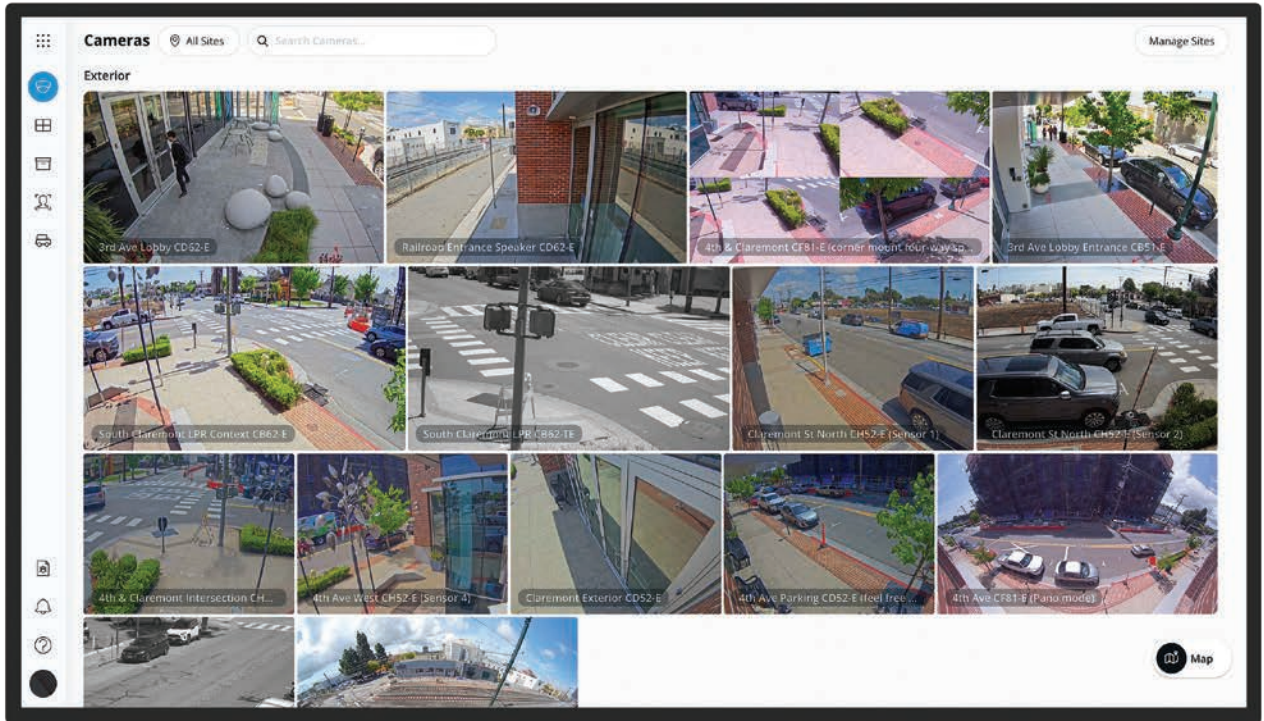 Cameras
All Sites
Search Cameras...
Manage Sites
Exterior
3rd Ave Lobby CD62-E
Railroad Entrance Speaker CD62-E
4th & Claremont CF81-E (corner mount four-way sp...
3rd Ave Lobby Entrance CB51-E
South Claremont LPR Context CB62-E
South Claremont LPR CB62-TE
Claremont St North CH52-E (Sensor 1)
Claremont St North CH52-E (Sensor 2)
4th & Claremont Intersection CH...
4th Ave West CH52-E (Sensor 4)
Claremont Exterior CD52-E
4th Ave Parking CD52-E (feel free ...
4th Ave CF81-E (Pano mode)
Map